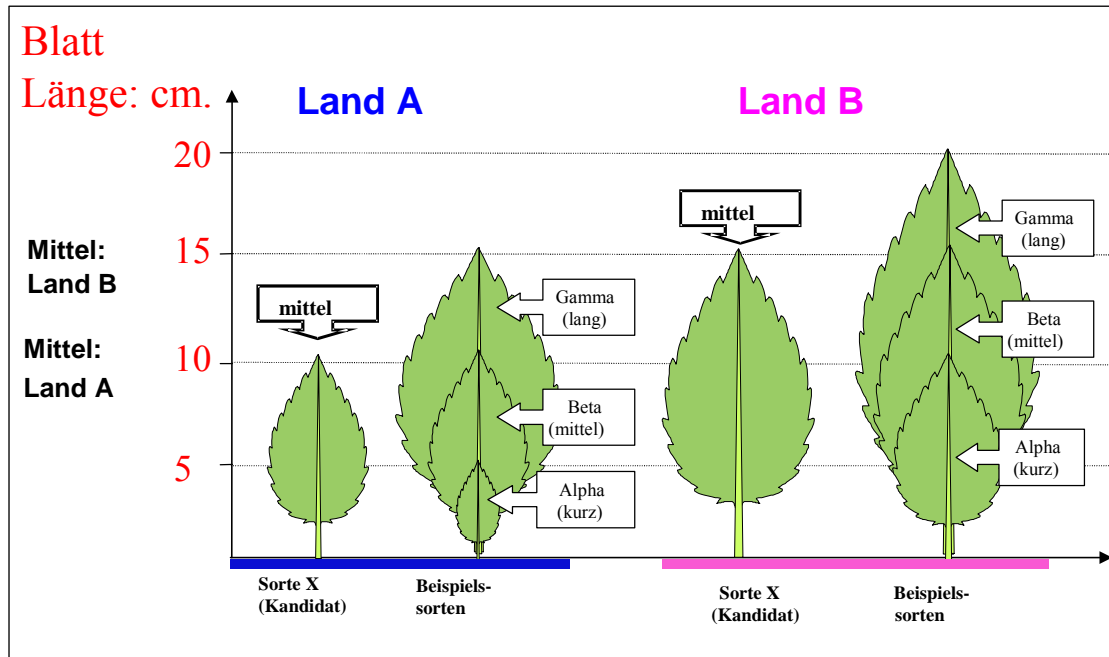 Blatt
Länge: cm.
Land A
Land B
20
15
10
5
Mittel:
Land B
Mittel:
Land A
mittel
Gamma
(lang)
Beta
(mittel)
Alpha
(kurz)
mittel
Gamma
(lang)
Beta
(mittel)
Alpha
(kurz)
Sorte X
(Kandidat)
Beispiels-
sorten
Sorte X
(Kandidat)
Beispiels-
sorten